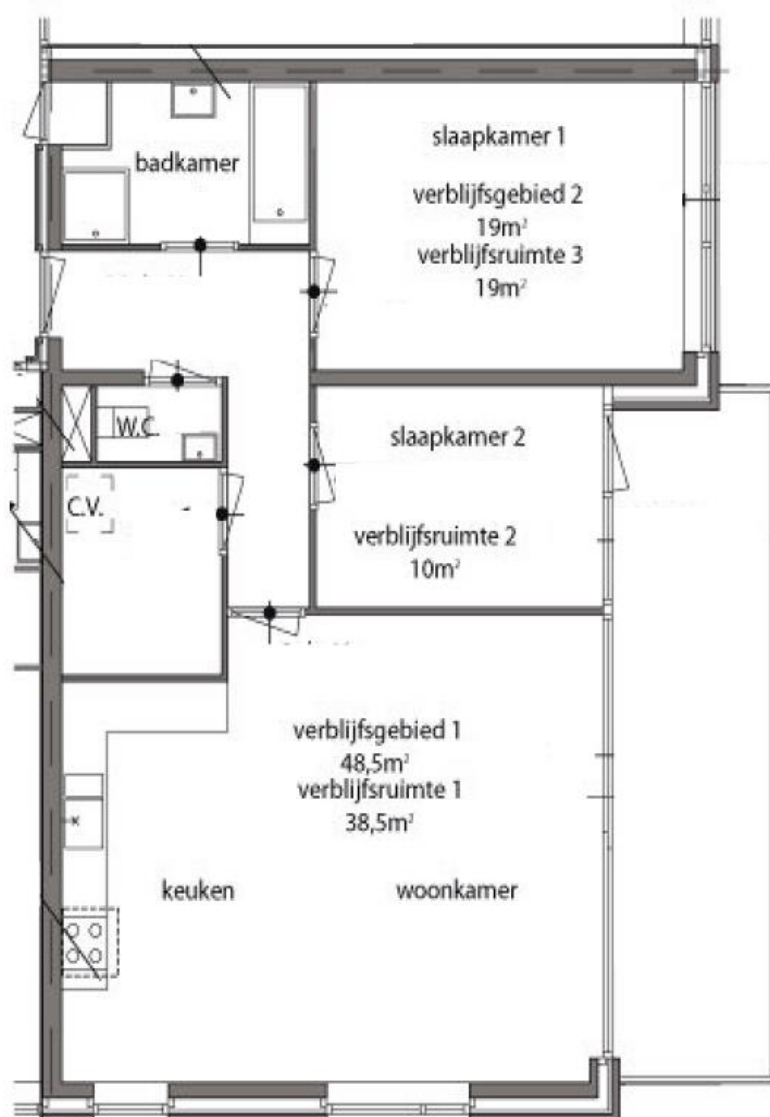 slaapkamer 1
badkamer
verblijfsgebied 2
19m²
verblijfsruimte 3
19m²
W.C.
slaapkamer 2
C.V.
verblijfsruimte 2
10m²
verblijfsgebied 1
48,5m²
verblijfsruimte 1
38,5m²
keuken
woonkamer